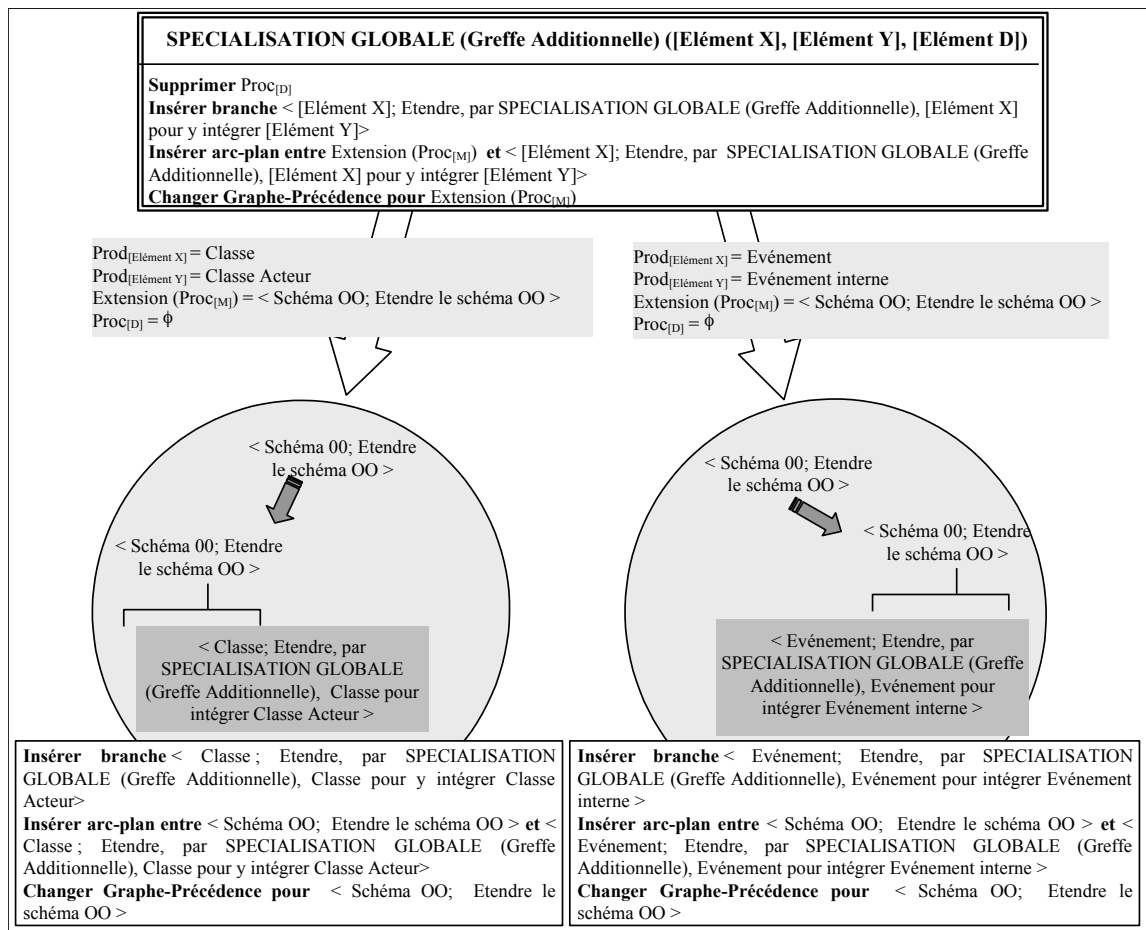 SPECIALISATION GLOBALE (Greffe Additionnelle) ([Elément X], [Elément Y], [Elément D])
Supprimer Proc[D]
Insérer branche < [Elément X]; Etendre, par SPECIALISATION GLOBALE (Greffe Additionnelle), [Elément X]
pour y intégrer [Elément Y]>
Insérer arc-plan entre Extension (Proc[M]) et < [Elément X]; Etendre, par SPECIALISATION GLOBALE (Greffe
Additionnelle), [Elément X] pour y intégrer [Elément Y]>
Changer Graphe-Précédence pour Extension (Proc[M])
Prod[Elément X] = Classe
Prod[Elément Y] = Classe Acteur
Extension (Proc[M]) = < Schéma OO; Etendre le schéma OO >
Proc[D] = ϕ
Prod[Elément X] = Evénement
Prod[Elément Y] = Evénement interne
Extension (Proc[M]) = < Schéma OO; Etendre le schéma OO >
Proc[D] = ϕ
< Schéma 00; Etendre
le schéma OO >
< Schéma 00; Etendre
le schéma OO >
< Classe; Etendre, par
SPECIALISATION GLOBALE
(Greffe Additionnelle), Classe pour
intégrer Classe Acteur >
< Schéma 00; Etendre
le schéma OO >
< Schéma 00; Etendre
le schéma OO >
< Evénement; Etendre, par
SPECIALISATION GLOBALE (Greffe
Additionnelle), Evénement pour
intégrer Evénement interne >
Insérer branche < Classe ; Etendre, par SPECIALISATION
GLOBALE (Greffe Additionnelle), Classe pour y intégrer Classe
Acteur>
Insérer arc-plan entre < Schéma OO; Etendre le schéma OO > et <
Classe ; Etendre, par SPECIALISATION GLOBALE (Greffe
Additionnelle), Classe pour y intégrer Classe Acteur>
Changer Graphe-Précédence pour < Schéma OO; Etendre le
schéma OO >
Insérer branche < Evénement; Etendre, par SPECIALISATION
GLOBALE (Greffe Additionnelle), Evénement pour intégrer Evénement
interne >
Insérer arc-plan entre < Schéma OO; Etendre le schéma OO > et <
Evénement; Etendre, par SPECIALISATION GLOBALE (Greffe
Additionnelle), Evénement pour intégrer Evénement interne >
Changer Graphe-Précédence pour < Schéma OO; Etendre le
schéma OO >